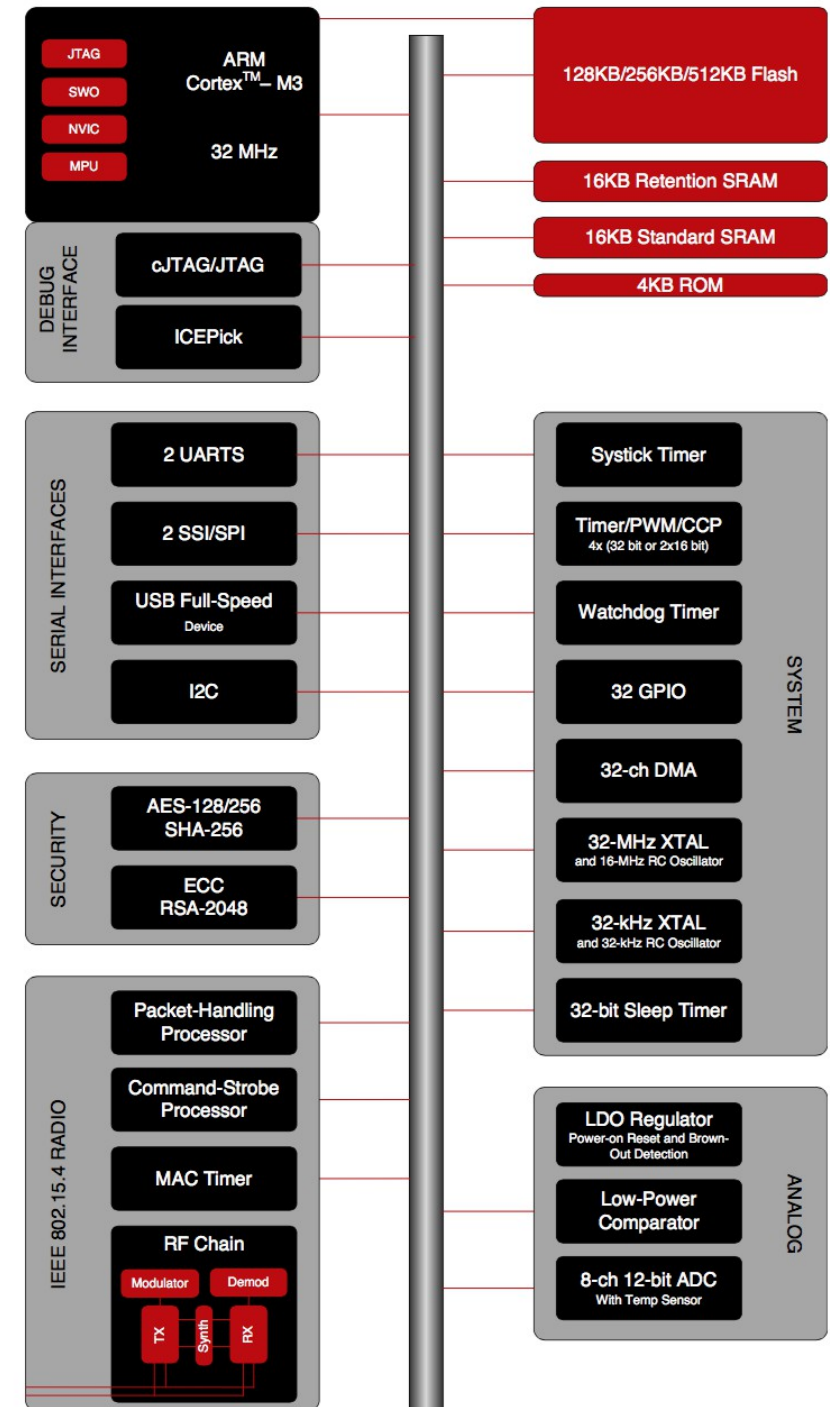 JTAG
SWO
NVIC
MPU
ARM
Cortex™– M3
32 MHz
128KB/256KB/512KB Flash
16KB Retention SRAM
16KB Standard SRAM
4KB ROM
DEBUG
INTERFACE
cJTAG/JTAG
ICEPick
SERIAL INTERFACES
2 UARTS
2 SSI/SPI
USB Full-Speed
Device
I2C
SECURITY
AES-128/256
SHA-256
ECC
RSA-2048
IEEE 802.15.4 RADIO
Packet-Handling
Processor
Command-Strobe
Processor
MAC Timer
RF Chain
Modulator
Demod
TX
Synth
RX
Systick Timer
Timer/PWM/CCP
4x (32 bit or 2x16 bit)
Watchdog Timer
32 GPIO
32-ch DMA
32-MHz XTAL
and 16-MHz RC Oscillator
32-kHz XTAL
and 32-kHz RC Oscillator
32-bit Sleep Timer
SYSTEM
LDO Regulator
Power-on Reset and Brown-
Out Detection
Low-Power
Comparator
8-ch 12-bit ADC
With Temp Sensor
ANALOG